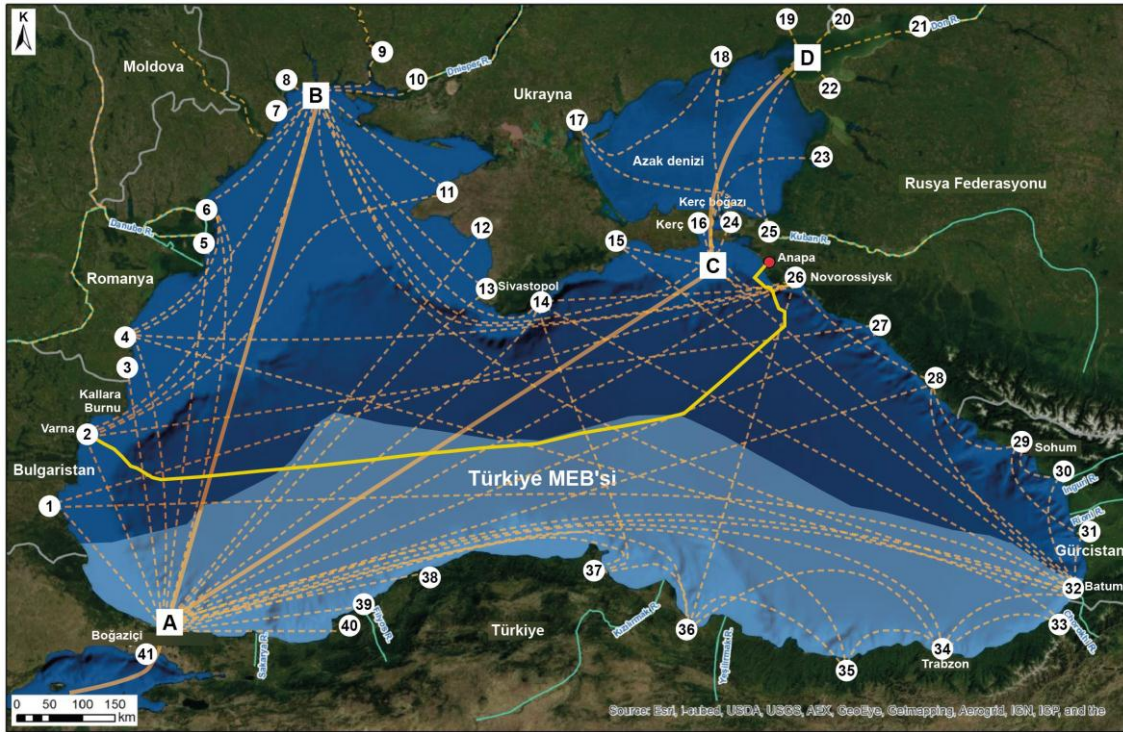 K
19
20
21
Don R.
9
18
D
Moldova
8
10
Dnieper R.
22
B
Ukrayna
7
17
Azak denizi
23
Rusya Federasyonu
11
6
Kerç boğazı
Danube R.
12
Kerç
16
24
25
Kuban R.
5
15
Anapa
Romanya
C
26
Novorossiysk
13
Sivastopol
14
27
4
3
28
Kallara
Burnu
Varna
2
29
Sohum
Bulgaristan
30
Inguri R.
Türkiye MEB'si
1
Rioni R.
31
Gürcistan
37
38
32
Batum
39
Filyos R.
Kızılırmak R.
A
40
Türkiye
36
33
Chorokhi R.
Boğaziçi
Sakarya R.
Yeşilırmak R.
41
34
Trabzon
35
0 50 100 150
km
Source: Esri, i-cubed, USDA, USGS, AEX, GeoEye, Getmapping, Aerogrid, IGN, IGP, and the